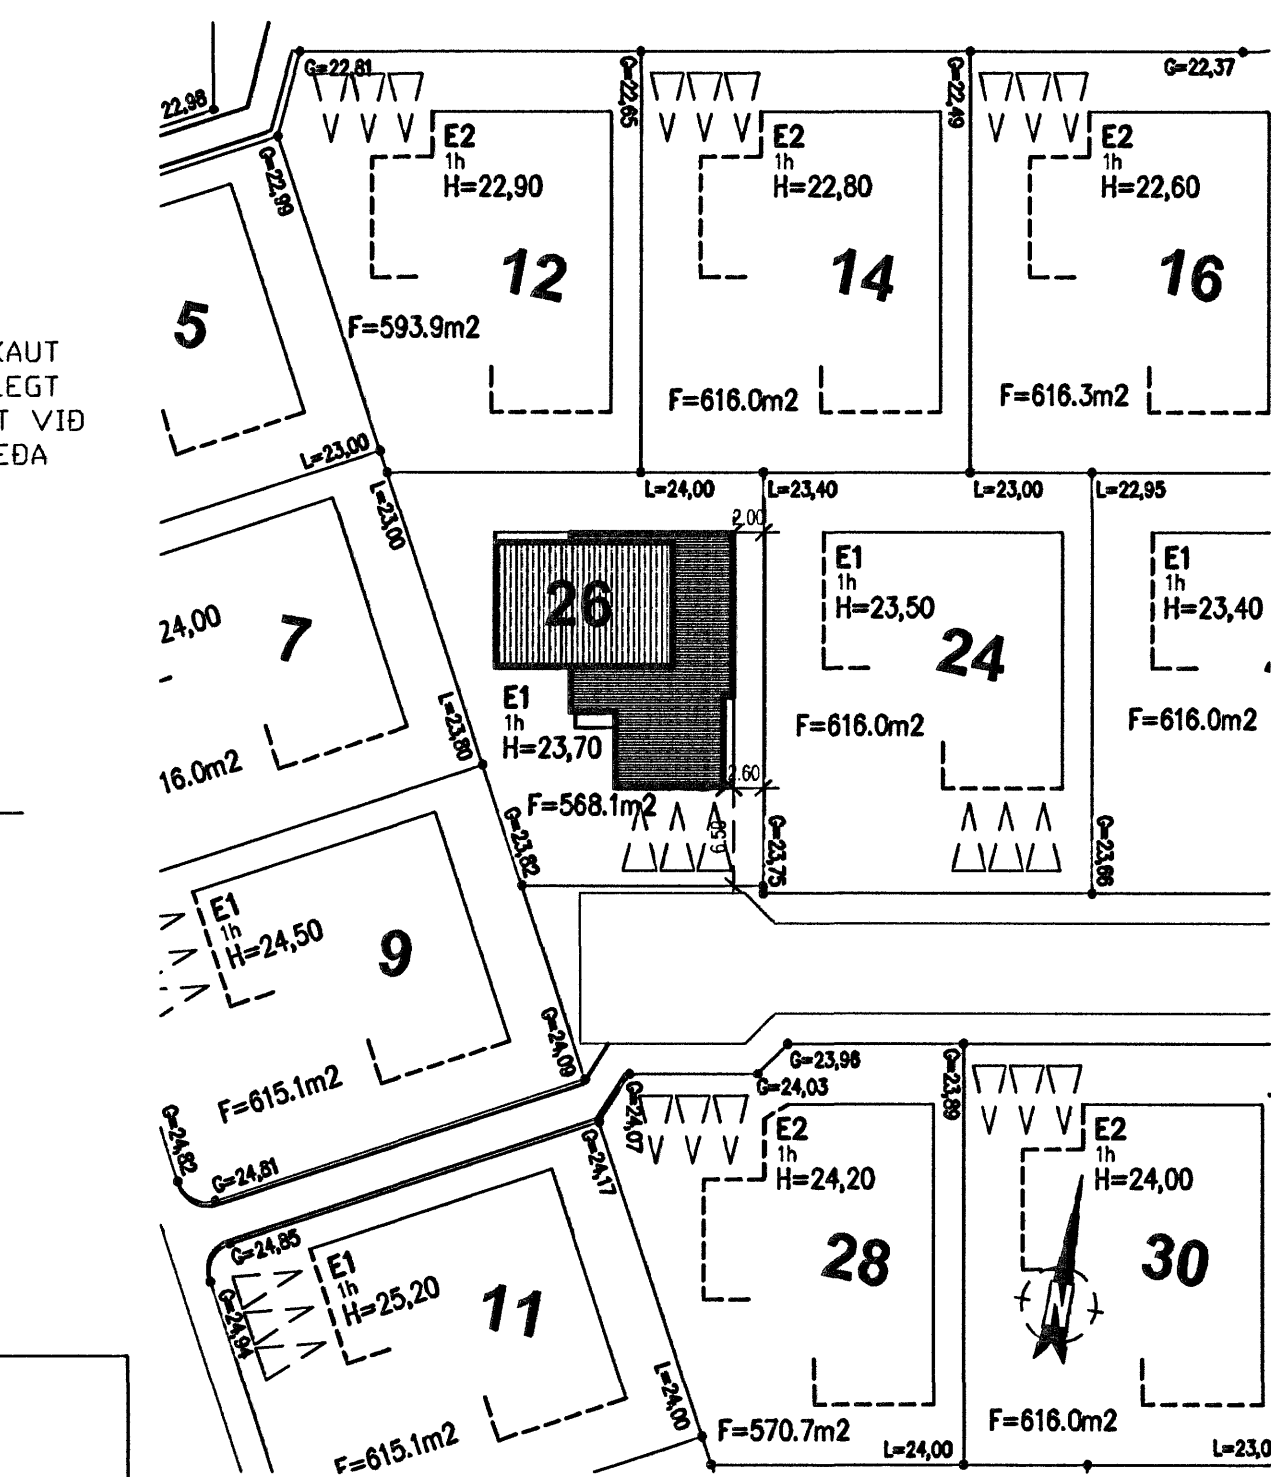 G=22,81
G=22,65
G=22,49
G=22,37
22,98
G=22,99
E2
1h
H=22,90
12
F=593.9m2
E2
1h
H=22,80
14
F=616.0m2
E2
1h
H=22,60
16
F=616.3m2
5
KAUT
LEGT
T VIÐ
EÐA
L=23,00
L=23,00
L=24,00
L=23,40
L=23,00
L=22,95
2.00
26
E1
1h
H=23,70
F=568.1m2
2.60
6.50
E1
1h
H=23,50
24
F=616.0m2
E1
1h
H=23,40
F=616.0m2
24,00
7
16.0m2
L=23,80
G=23,82
G=23,75
G=23,66
E1
1h
H=24,50
9
F=615.1m2
G=24,09
G=24,82
G=24,81
G=23,96
G=24,03
G=24,07
G=23,89
G=24,17
G=24,85
G=24,94
E1
1h
H=25,20
11
F=615.1m2
E2
1h
H=24,20
28
F=570.7m2
E2
1h
H=24,00
30
F=616.0m2
L=24,00
L=24,00
L=23,0